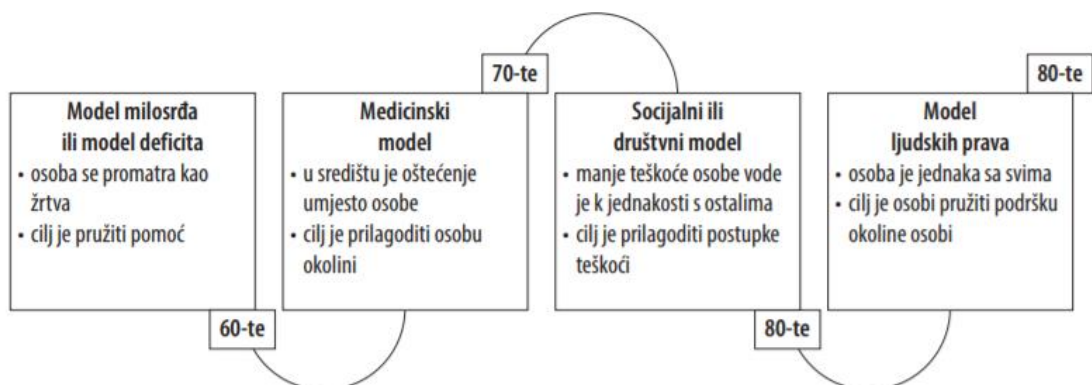 Model milosrđa
ili model deficita
• osoba se promatra kao
žrtva
• cilj je pružiti pomoć
60-te
Medicinski
model
• u središtu je oštećenje
umjesto osobe
• cilj je prilagoditi osobu
okolini
70-te
Socijalni ili
društvni model
• manje teškoće osobe vode
je k jednakosti s ostalima
• cilj je prilagoditi postupke
teškoći
80-te
Model
ljudskih prava
• osoba je jednaka sa svima
• cilj je osobi pružiti podršku
okoline osobi
80-te